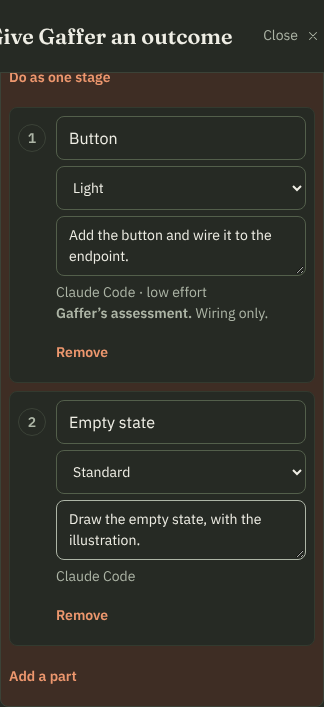 Give Gaffer an outcome
Close ×
Do as one stage
1
Button
Light
Add the button and wire it to the
endpoint.
Claude Code · low effort
Gaffer’s assessment. Wiring only.
Remove
2
Empty state
Standard
Draw the empty state, with the
illustration.
Claude Code
Remove
Add a part